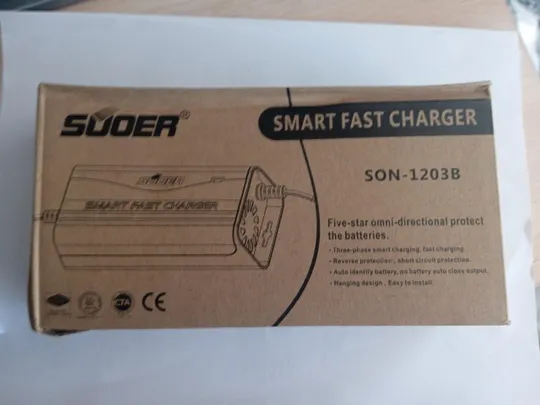 SUOER®
SMART FAST CHARGER
SON-1203B
SUOER
SMART FAST CHARGER
Five-star omni-directional protect
the batteries.
· Three-phase smart charging, fast charging.
· Reverse protection, short circuit protection.
· Auto identify battery, no battery auto close output.
· Hanging design, Easy to install.
CE